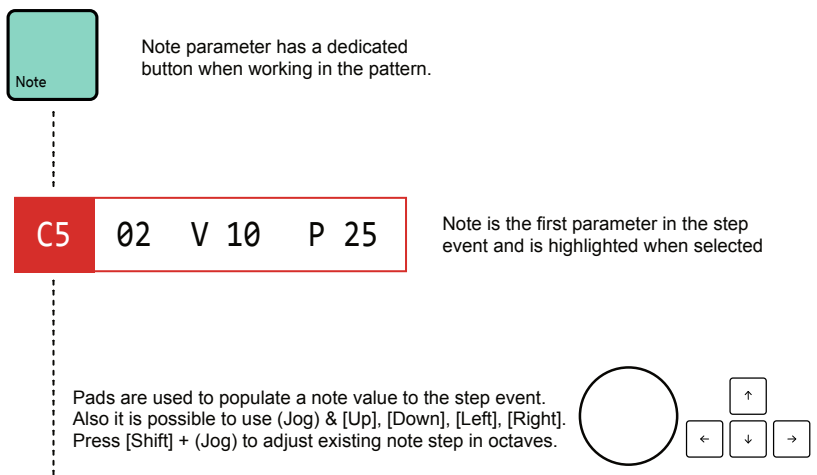 Note
Note parameter has a dedicated
button when working in the pattern.
C5 02 V 10 P 25
Note is the first parameter in the step
event and is highlighted when selected
Pads are used to populate a note value to the step event.
Also it is possible to use (Jog) & [Up], [Down], [Left], [Right].
Press [Shift] + (Jog) to adjust existing note step in octaves.
↑
← ↓ →